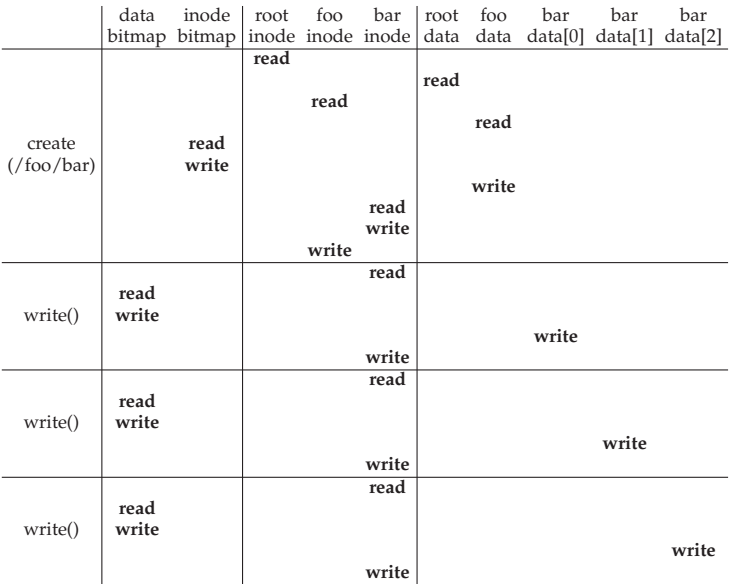 data inode root foo bar root foo bar bar bar
bitmap bitmap inode inode inode data data data[0] data[1] data[2]
read
read
read
read
create read
(/foo/bar) write
write
read
write
write
read
read
write() write
write
write
read
read
write() write
write
write
read
read
write() write
write
write